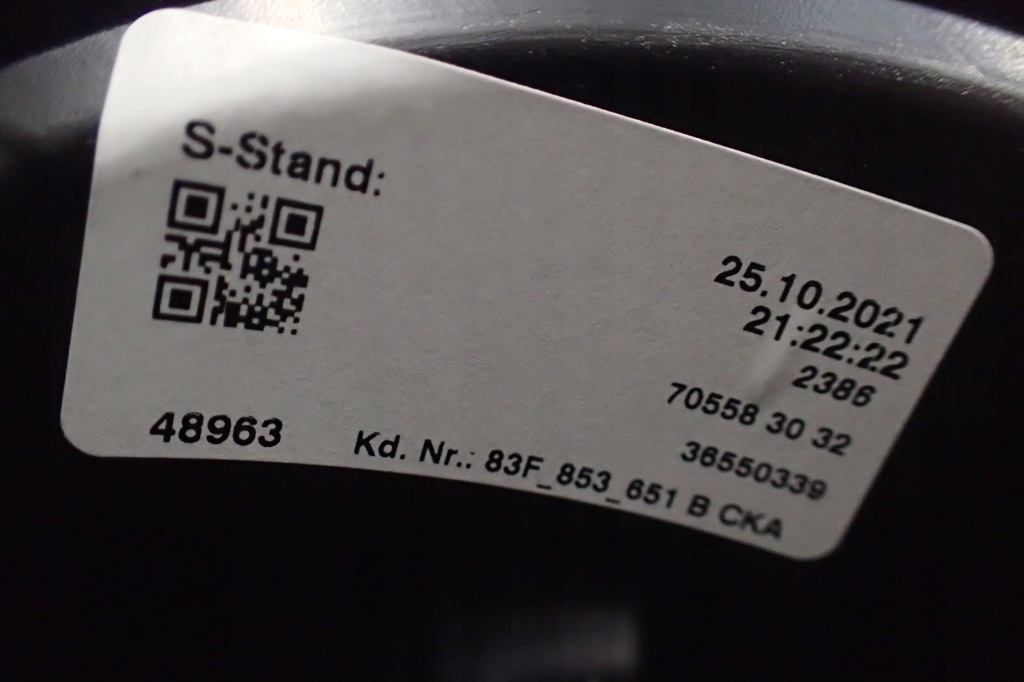 S-Stand:
25.10.2021
21:22:22
2386
70558 30 32
36550339
48963
Kd. Nr.: 83F_853_651 B CKA